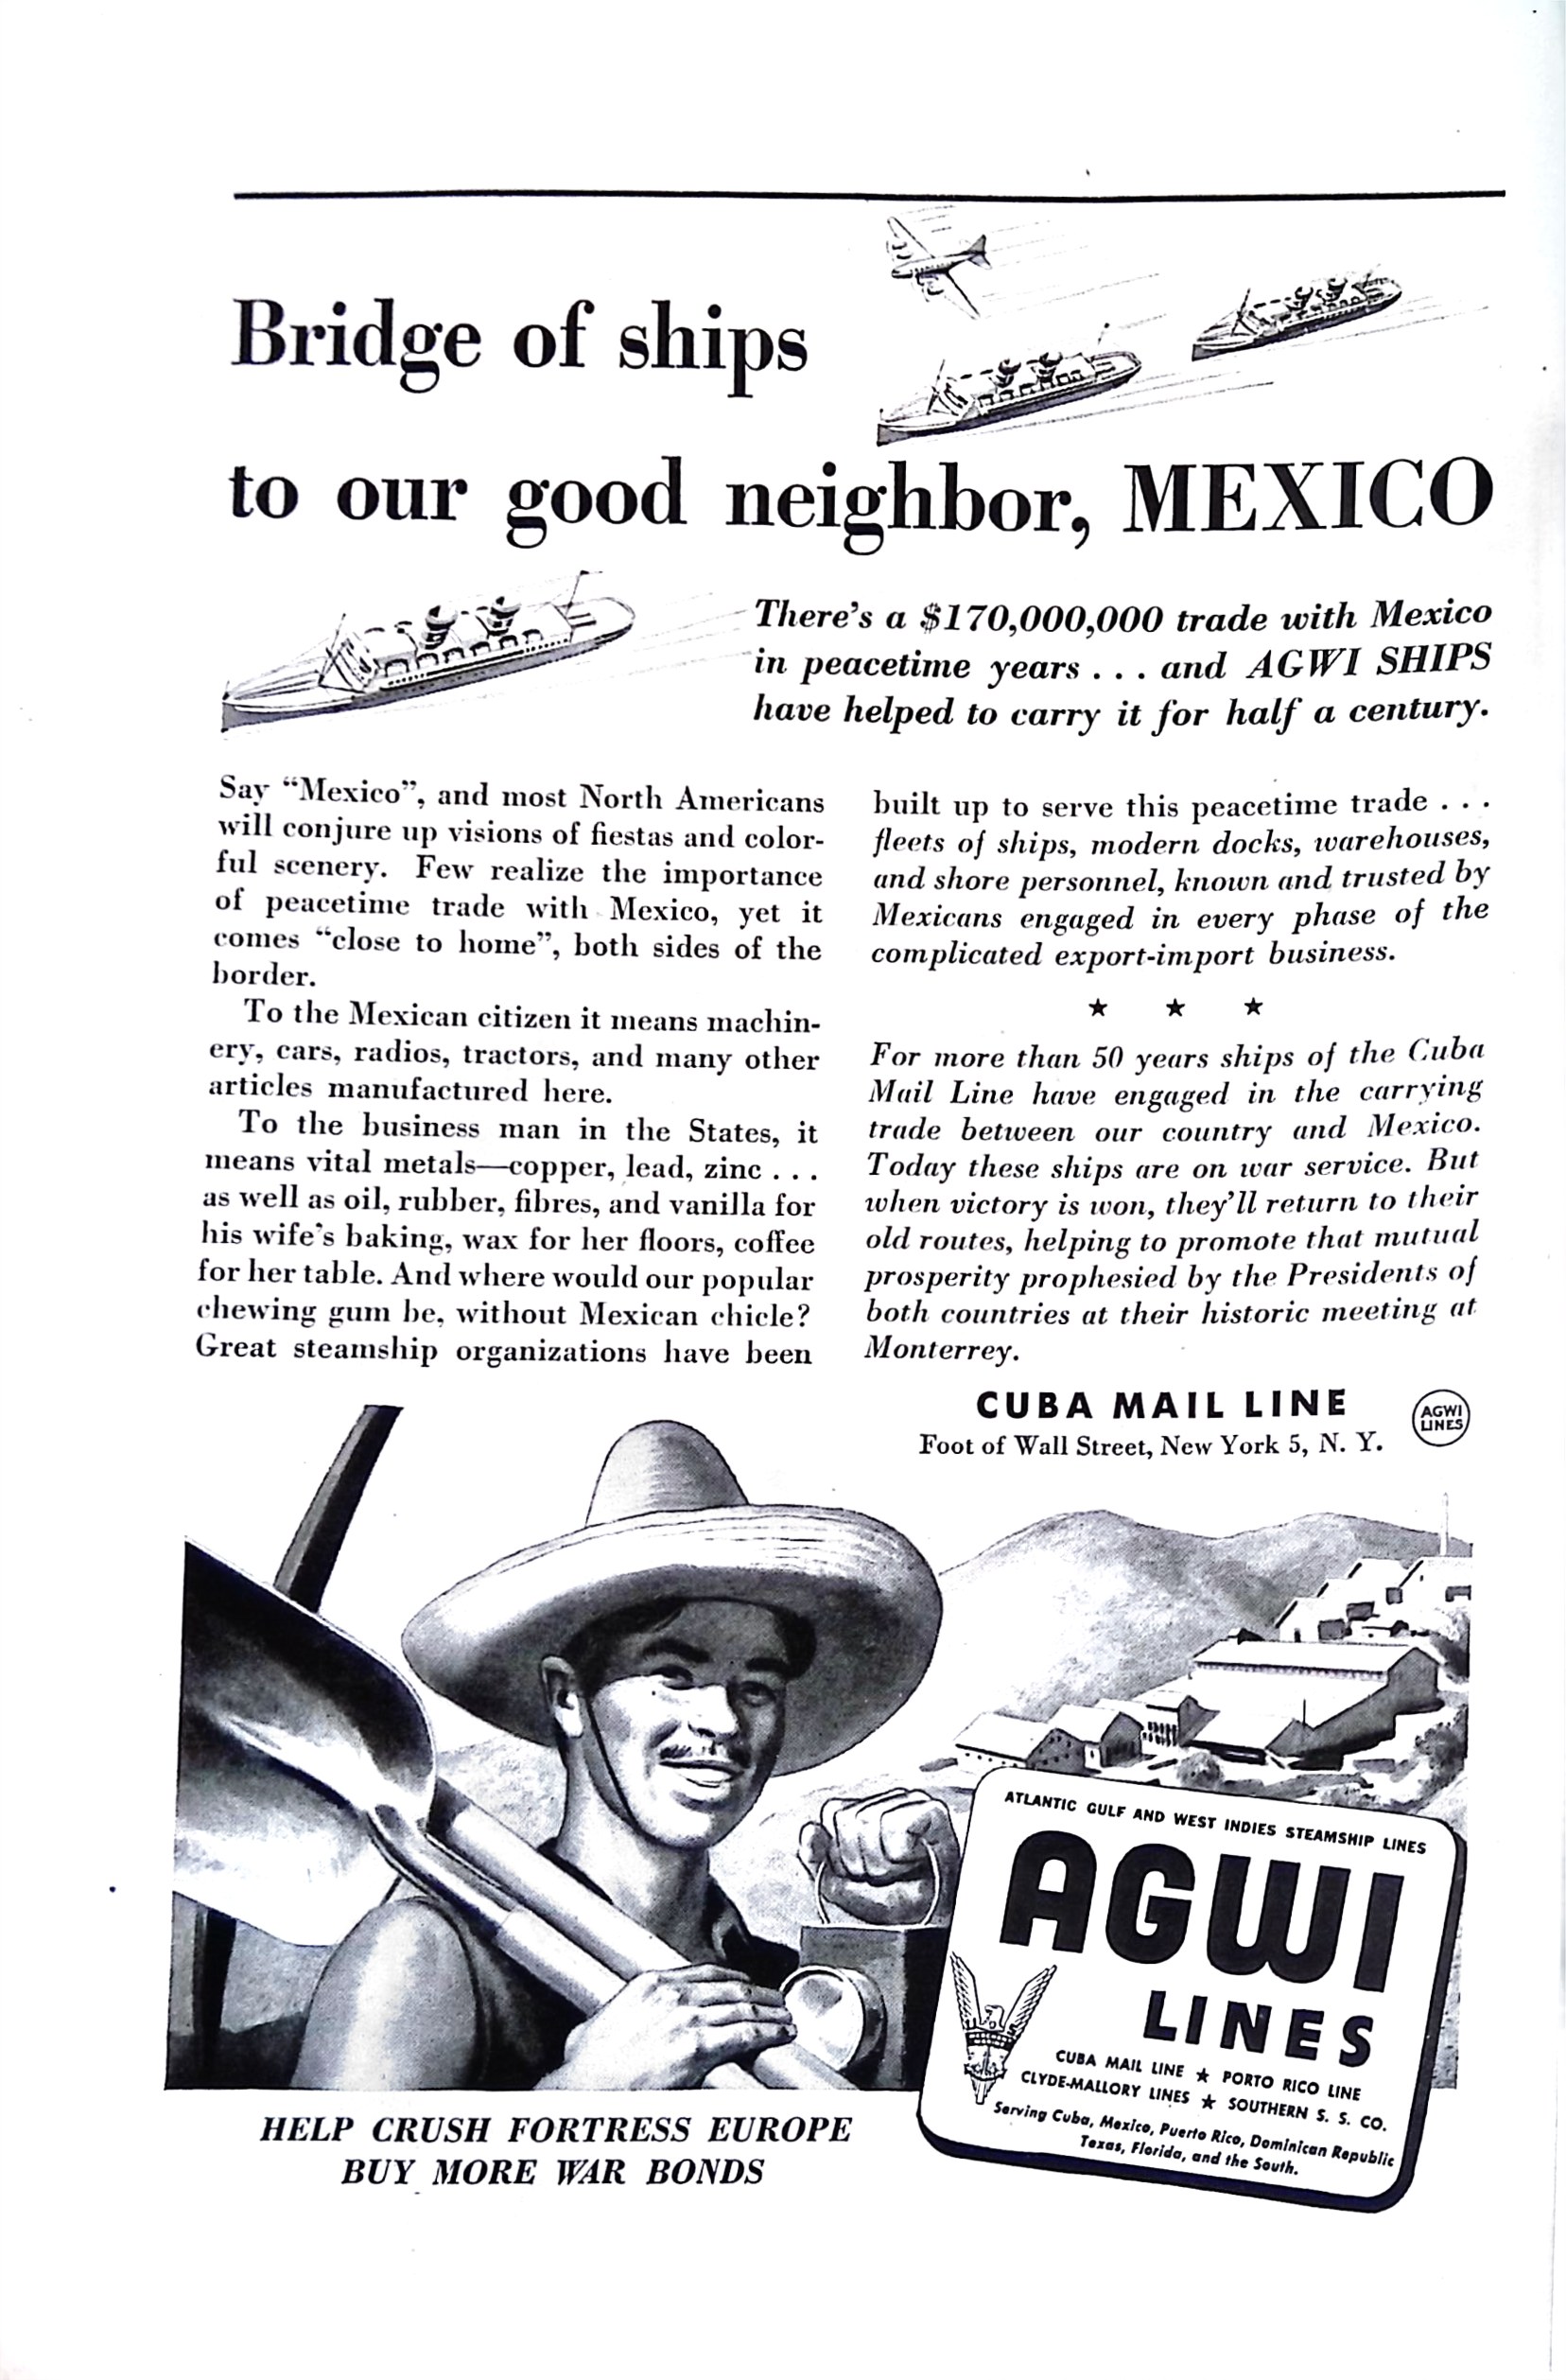 Bridge of ships
to our good neighbor, MEXICO
There's a $170,000,000 trade with Mexico
in peacetime years . . . and AGWI SHIPS
have helped to carry it for half a century.
Say “Mexico”, and most North Americans
will conjure up visions of fiestas and color-
ful scenery. Few realize the importance
of peacetime trade with Mexico, yet it
comes “close to home”, both sides of the
border.
To the Mexican citizen it means machin-
ery, cars, radios, tractors, and many other
articles manufactured here.
To the business man in the States, it
means vital metals—copper, lead, zinc . . .
as well as oil, rubber, fibres, and vanilla for
his wife's baking, wax for her floors, coffee
for her table. And where would our popular
chewing gum be, without Mexican chicle?
Great steamship organizations have been
built up to serve this peacetime trade . . .
fleets of ships, modern docks, warehouses,
and shore personnel, known and trusted by
Mexicans engaged in every phase of the
complicated export-import business.
★ ★ ★
For more than 50 years ships of the Cuba
Mail Line have engaged in the carrying
trade between our country and Mexico.
Today these ships are on war service. But
when victory is won, they'll return to their
old routes, helping to promote that mutual
prosperity prophesied by the Presidents of
both countries at their historic meeting at
Monterrey.
CUBA MAIL LINE
Foot of Wall Street, New York 5, N. Y.
AGWI
LINES
ATLANTIC GULF AND WEST INDIES STEAMSHIP LINES
AGWI
LINES
CUBA MAIL LINE ★ PORTO RICO LINE
CLYDE-MALLORY LINES ★ SOUTHERN S. S. CO.
Serving Cuba, Mexico, Puerto Rico, Dominican Republic
Texas, Florida, and the South.
HELP CRUSH FORTRESS EUROPE
BUY MORE WAR BONDS